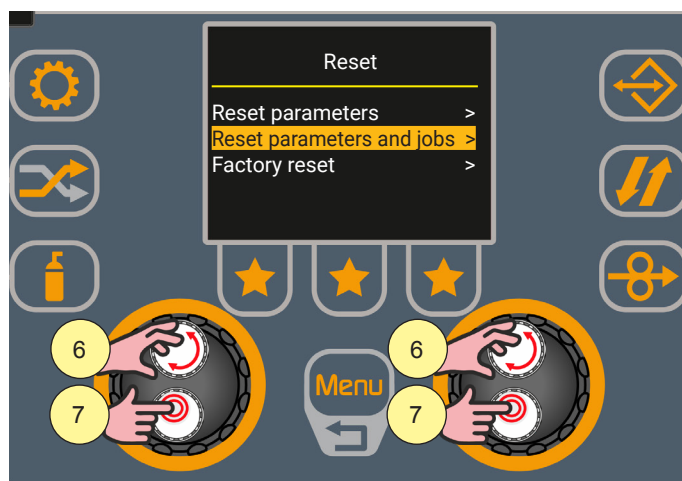 Reset
Reset parameters >
Reset parameters and jobs >
Factory reset >
6
6
7
7
Menu